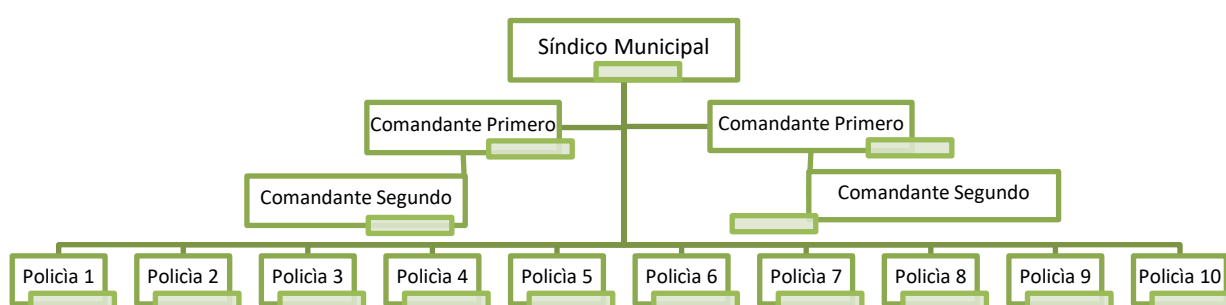 Síndico Municipal
Comandante Primero
Comandante Primero
Comandante Segundo
Comandante Segundo
Policìa 1
Policìa 2
Policìa 3
Policìa 4
Policìa 5
Policìa 6
Policìa 7
Policìa 8
Policìa 9
Policìa 10